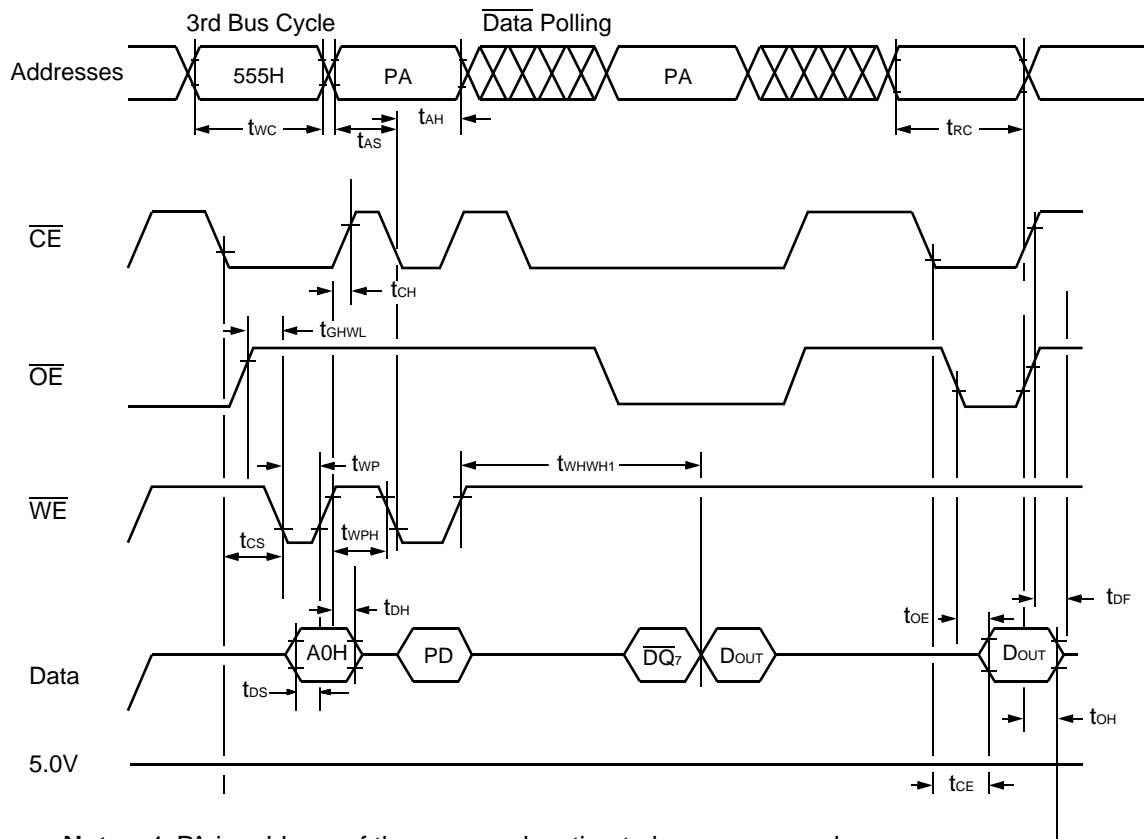 3rd Bus Cycle Data Polling
Addresses 555H PA PA
tWC tAS tAH tRC
CE
tCH
tGHWL
OE
tWP tWHWH1
WE
tCS tWPH
tDH tOE tDF
Data A0H PD DQ7 DOUT DOUT
tDS
tOH
5.0V
tCE